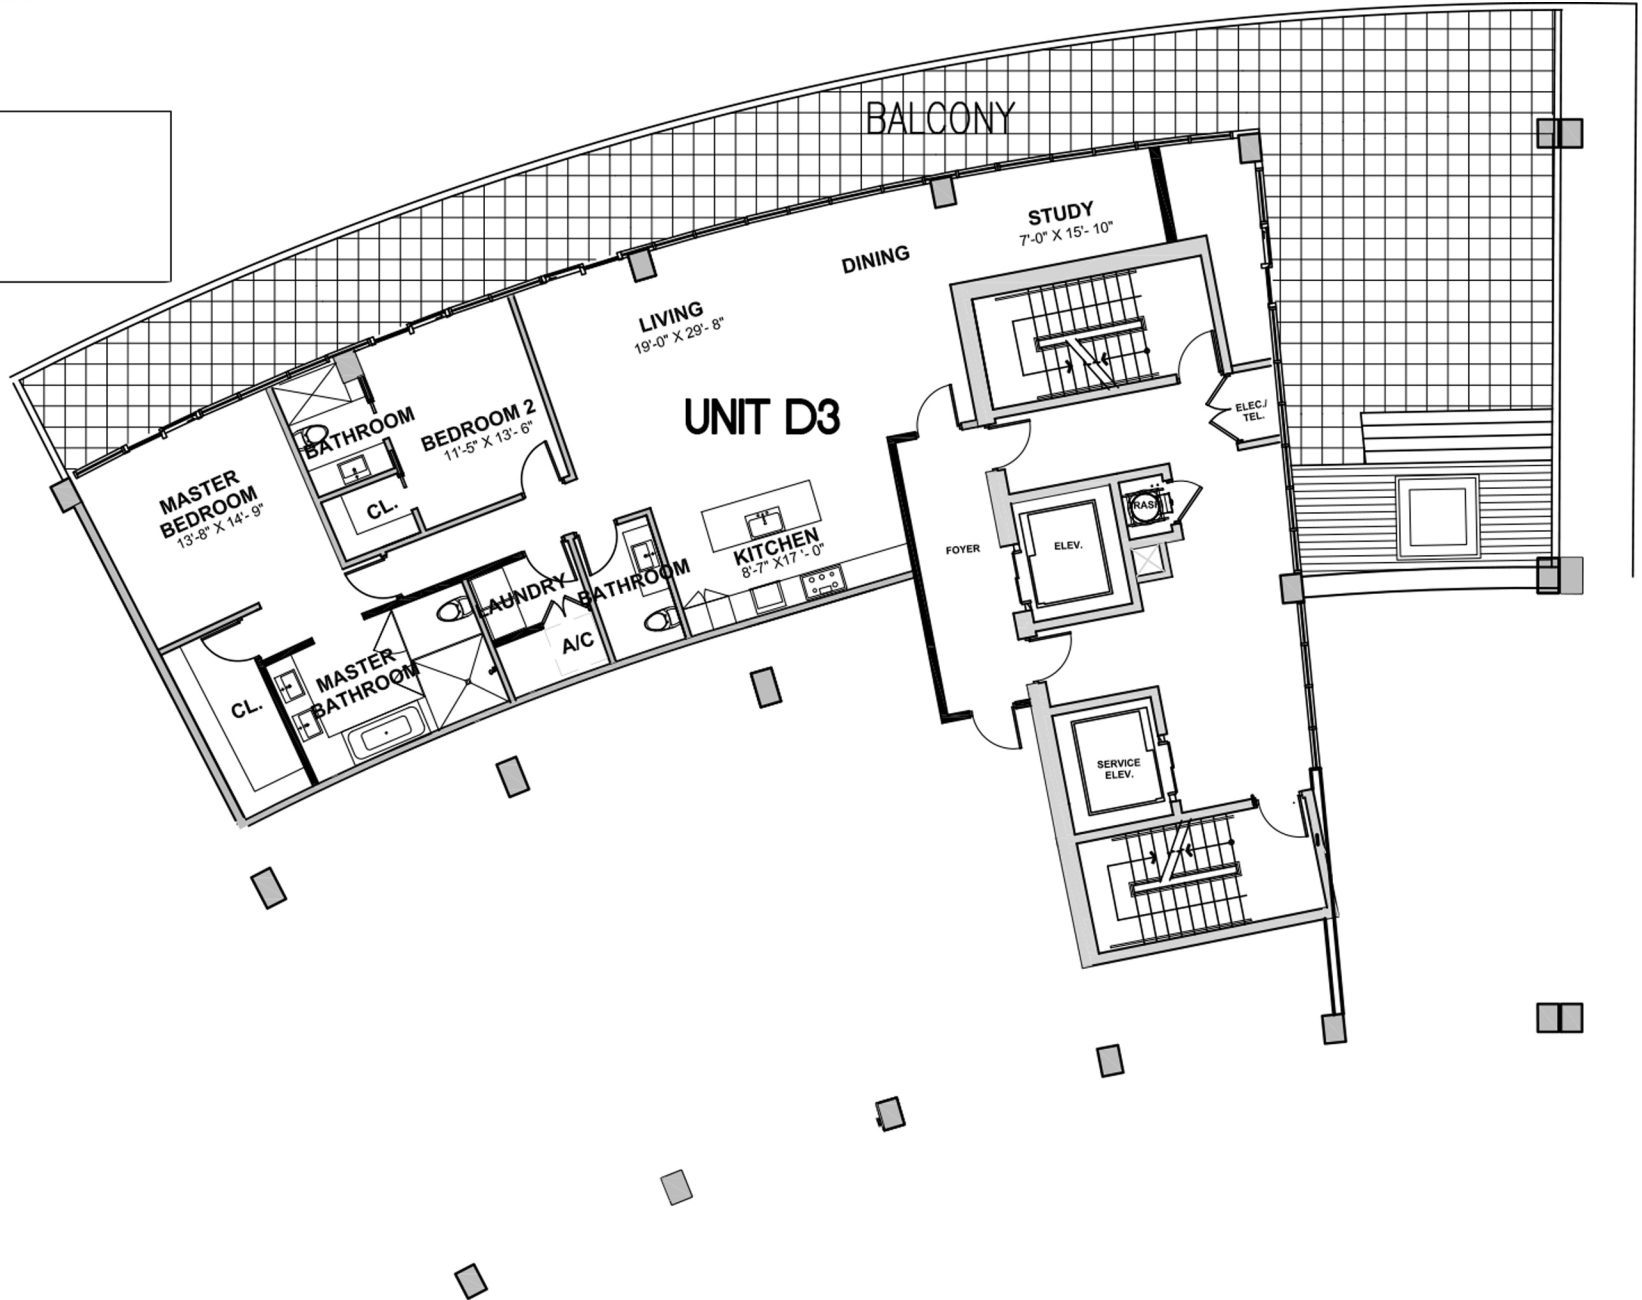 BALCONY
STUDY
7'-0" X 15'- 10"
DINING
LIVING
19'-0" X 29'- 8"
UNIT D3
BEDROOM 2
11'-5" X 13'- 6"
BATHROOM
CL.
MASTER
BEDROOM
13'-8" X 14'- 9"
ELEC./
TEL.
FOYER
ELEV.
TRASH
KITCHEN
8'-7" X17 '- 0"
BATHROOM
LAUNDRY
A/C
MASTER
BATHROOM
CL.
SERVICE
ELEV.